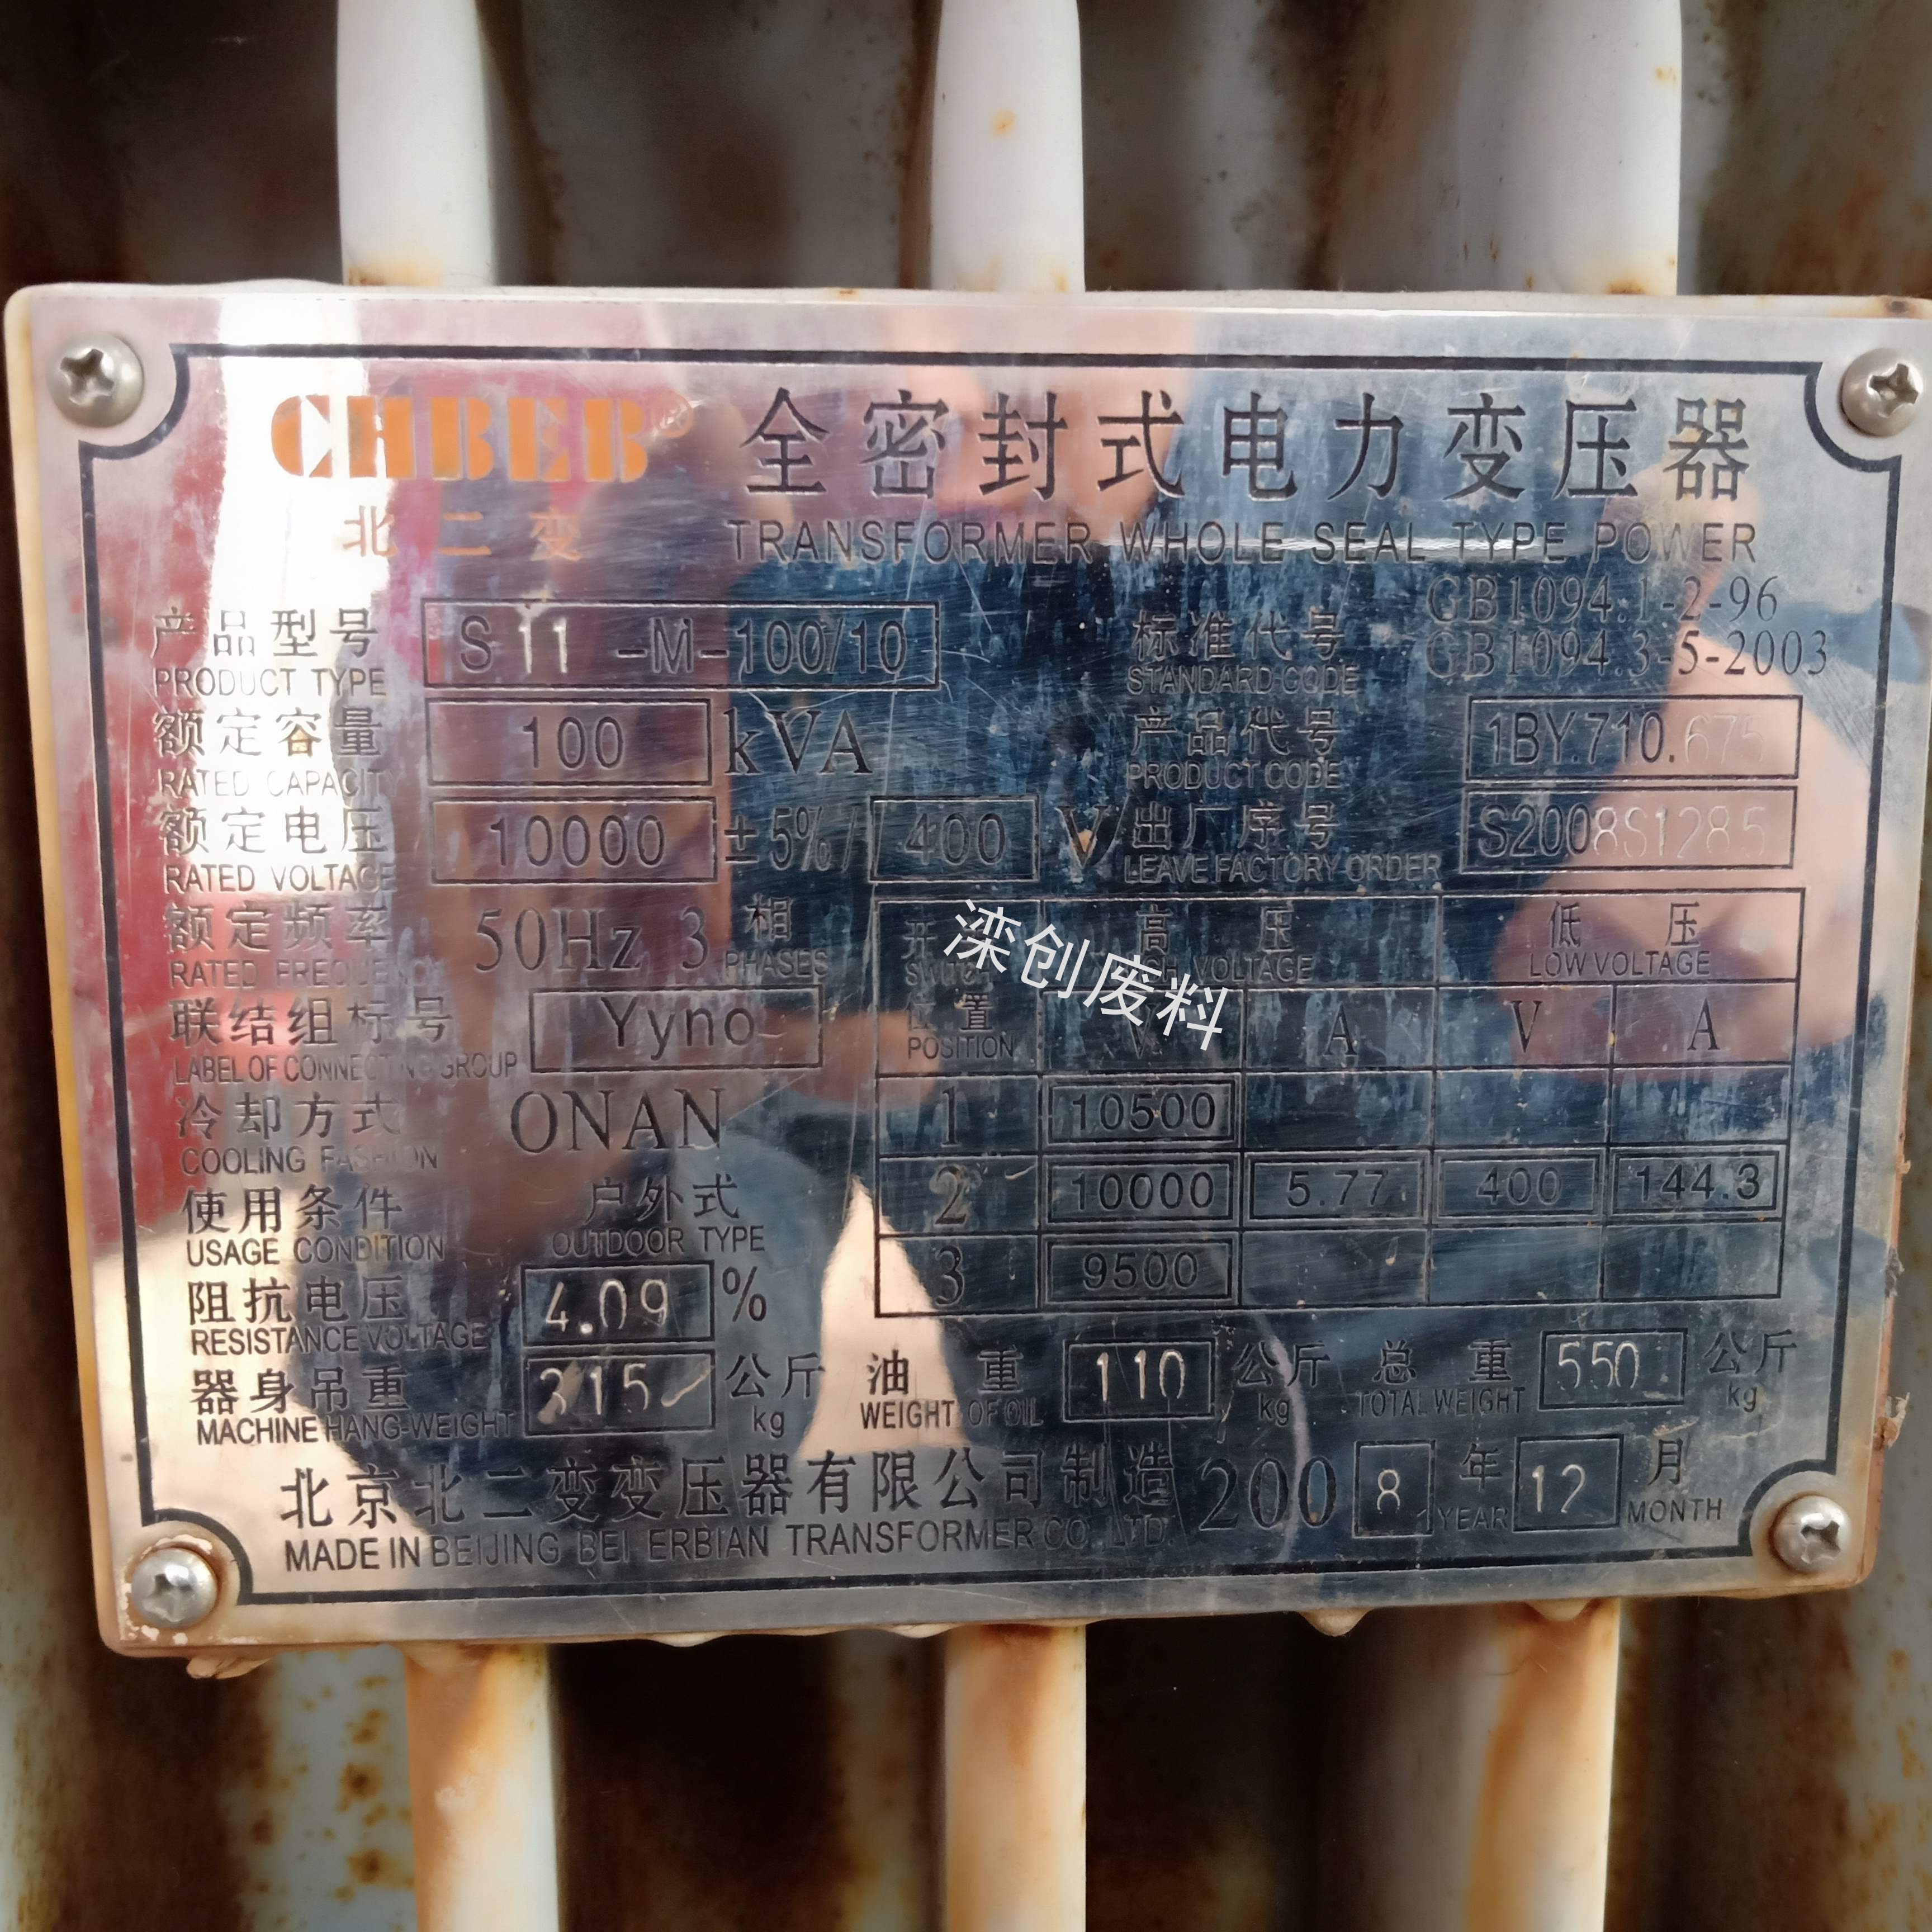 CHBEB® 全密封式电力变压器
北二变 TRANSFORMER WHOLE SEAL TYPE POWER
产品型号 S 11 -M-100/10
PRODUCT TYPE
标准代号 GB1094.1-2-96
STANDARD CODE GB1094.3-5-2003
额定容量 100 kVA
RATED CAPACITY
产品代号 1BY.710.675
PRODUCT CODE
额定电压 10000 ±5%/ 400 V
RATED VOLTAGE
出厂序号 S2008S1285
LEAVE FACTORY ORDER
额定频率 50Hz 3 相
RATED FREQUENCY PHASES
联结组标号 Yyno
LABEL OF CONNECTING GROUP
冷却方式 ONAN
COOLING FASHION
使用条件 户外式
USAGE CONDITION OUTDOOR TYPE
阻抗电压 4.09 %
RESISTANCE VOLTAGE
高压 低压
VOLTAGE LOW VOLTAGE
滦创废料
置 A V A
POSITION
1 10500
2 10000 5.77 400 144.3
3 9500
器身吊重 315 公斤 油重 110 公斤 总重 550 公斤
MACHINE HANG-WEIGHT kg WEIGHT OF OIL kg TOTAL WEIGHT kg
北京北二变变压器有限公司制造 200 8 年 12 月
MADE IN BEIJING BEI ERBIAN TRANSFORMER CO.LTD. YEAR MONTH